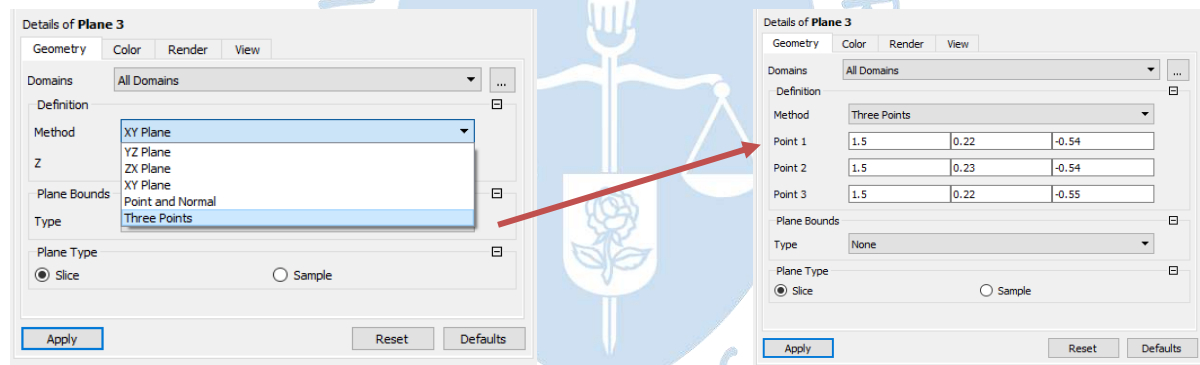 Details of Plane 3
Geometry Color Render View
Domains All Domains ...
Definition
Method XY Plane
YZ Plane
Z ZX Plane
XY Plane
Plane Bounds Point and Normal
Type Three Points
Plane Type
Slice Sample
Apply Reset Defaults
Details of Plane 3
Geometry Color Render View
Domains All Domains ...
Definition
Method Three Points
Point 1 1.5 0.22 -0.54
Point 2 1.5 0.23 -0.54
Point 3 1.5 0.22 -0.55
Plane Bounds
Type None
Plane Type
Slice Sample
Apply Reset Defaults